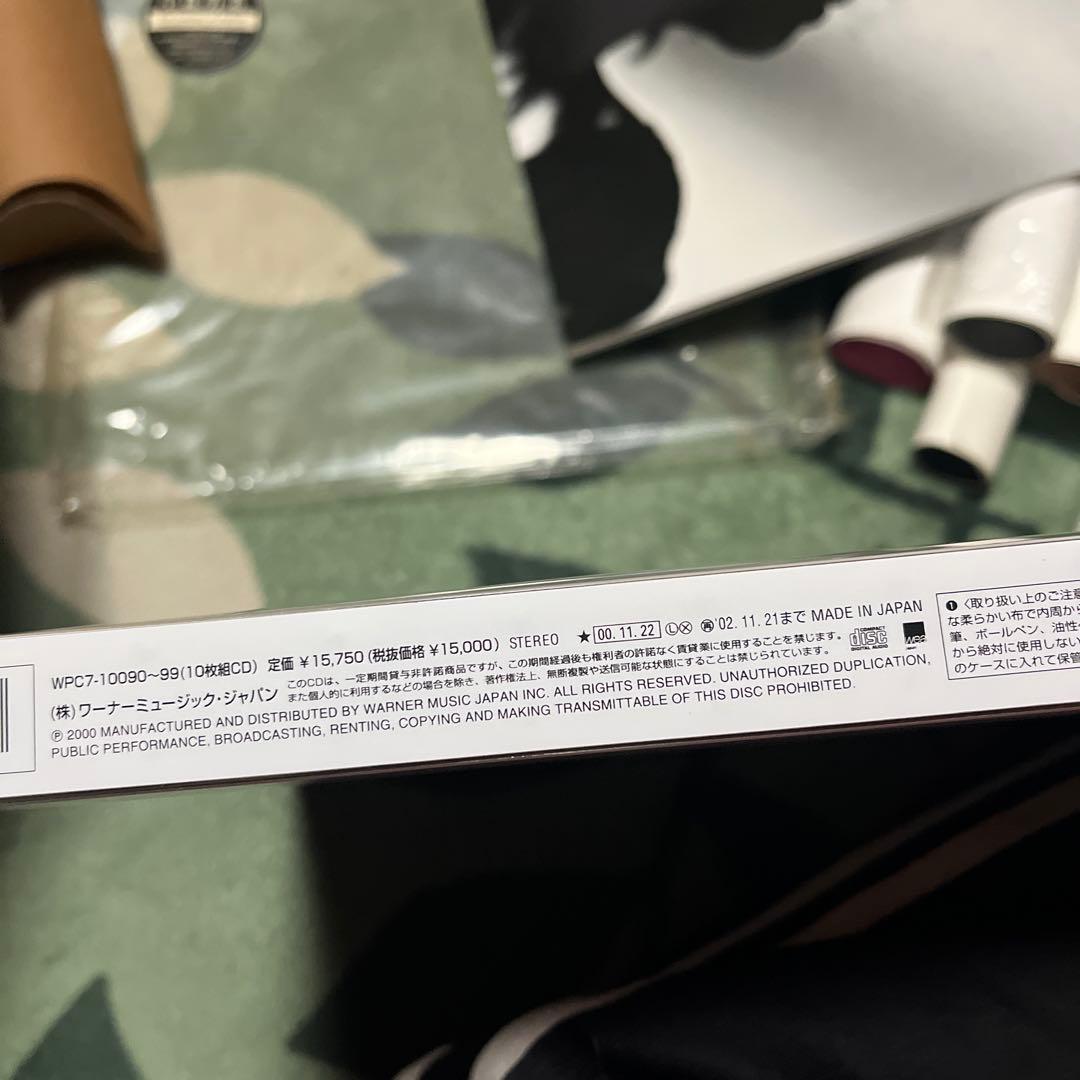 WPC7-10090~99(10枚組CD) 定価 ¥15,750(税抜価格 ¥15,000) STEREO ★00.11.22 Ⓛⓧ ㊢'02.11.21まで MADE IN JAPAN
(株)ワーナーミュージック・ジャパン
このCDは、一定期間貸与非許諾商品ですが、この期間経過後も権利者の許諾なく賃貸業に使用することを禁じます。
また個人的に利用するなどの場合を除き、著作権法上、無断複製や送信可能な状態にすることは禁じられています。
COMPACT disc DIGITAL AUDIO
wea
Ⓟ 2000 MANUFACTURED AND DISTRIBUTED BY WARNER MUSIC JAPAN INC. ALL RIGHTS RESERVED. UNAUTHORIZED DUPLICATION,
PUBLIC PERFORMANCE, BROADCASTING, RENTING, COPYING AND MAKING TRANSMITTABLE OF THIS DISC PROHIBITED.
❶〈取り扱い上のご注意
な柔らかい布で内周から
筆、ボールペン、油性
から絶対に使用しない
のケースに入れて保管